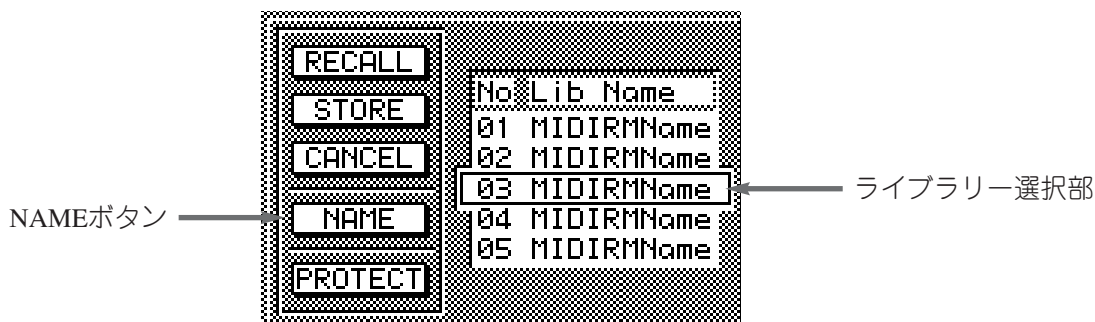 RECALL
STORE
CANCEL
NAME
PROTECT
No Lib Name
01 MIDIRMName
02 MIDIRMName
03 MIDIRMName
04 MIDIRMName
05 MIDIRMName
NAMEボタン
ライブラリー選択部